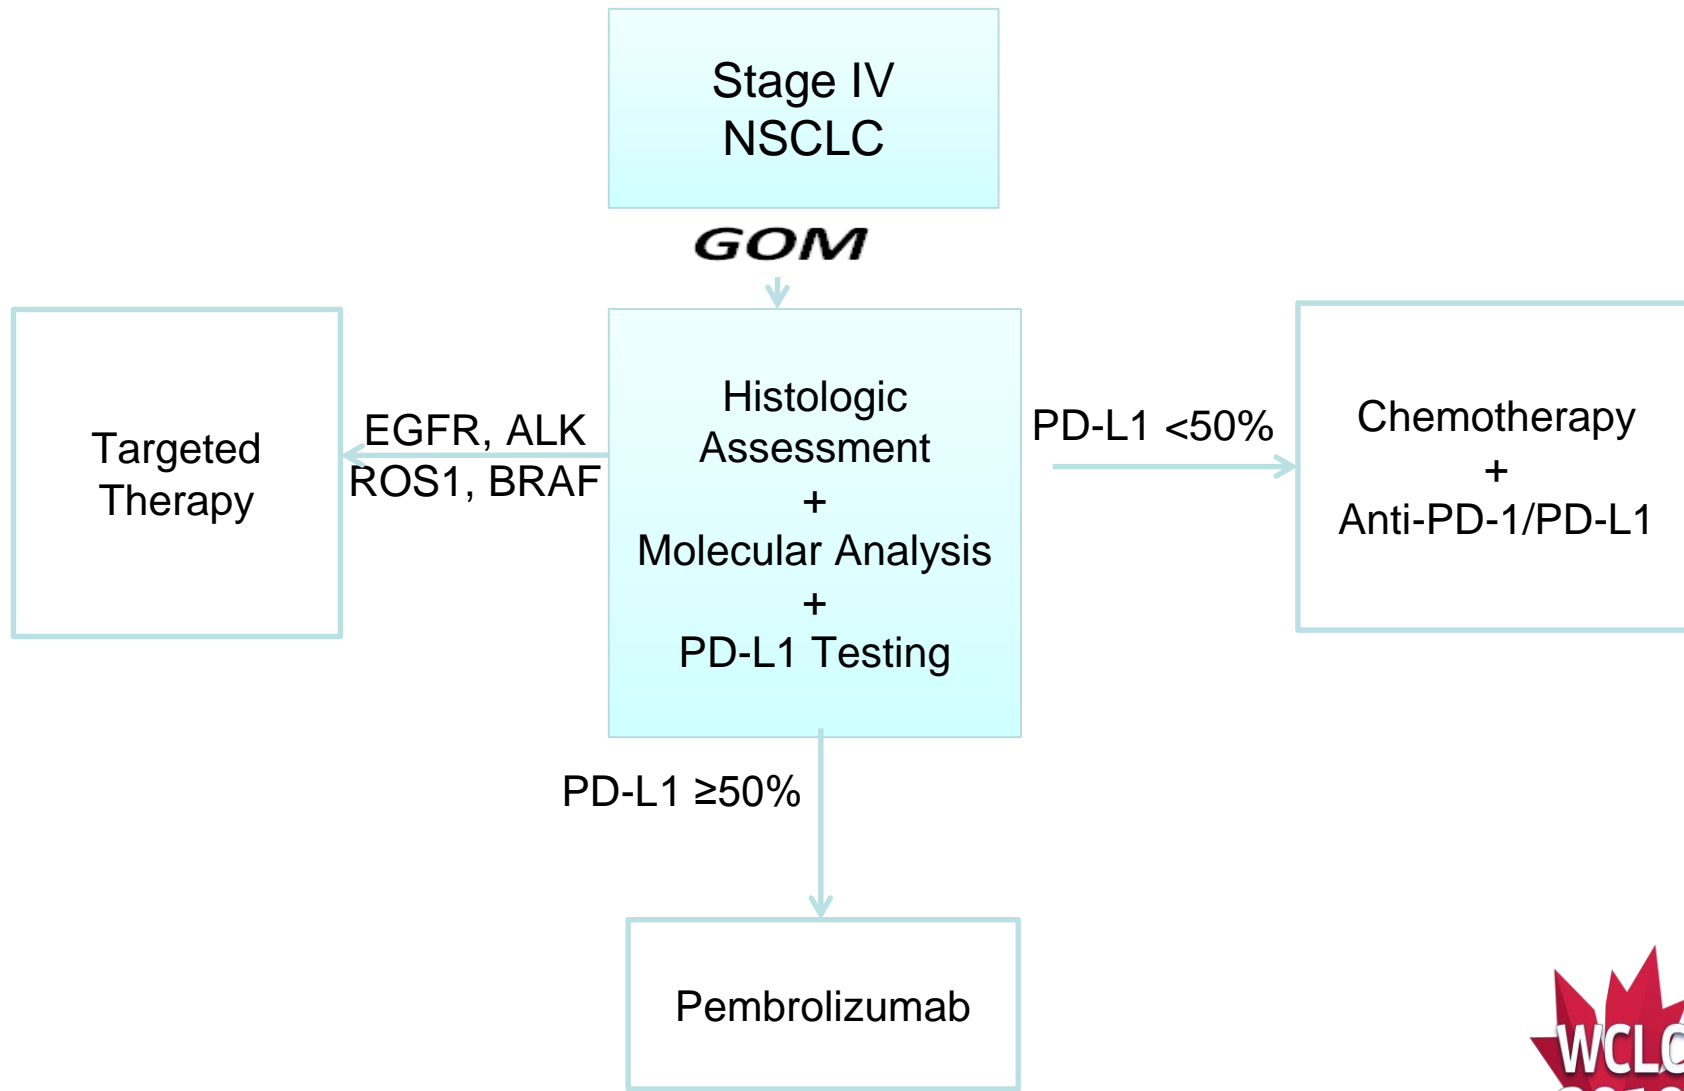 Stage IV
NSCLC
GOM
Targeted
Therapy
EGFR, ALK
ROS1, BRAF
Histologic
Assessment
+
Molecular Analysis
+
PD-L1 Testing
PD-L1 <50%
Chemotherapy
+
Anti-PD-1/PD-L1
PD-L1 ≥50%
Pembrolizumab
WCLC